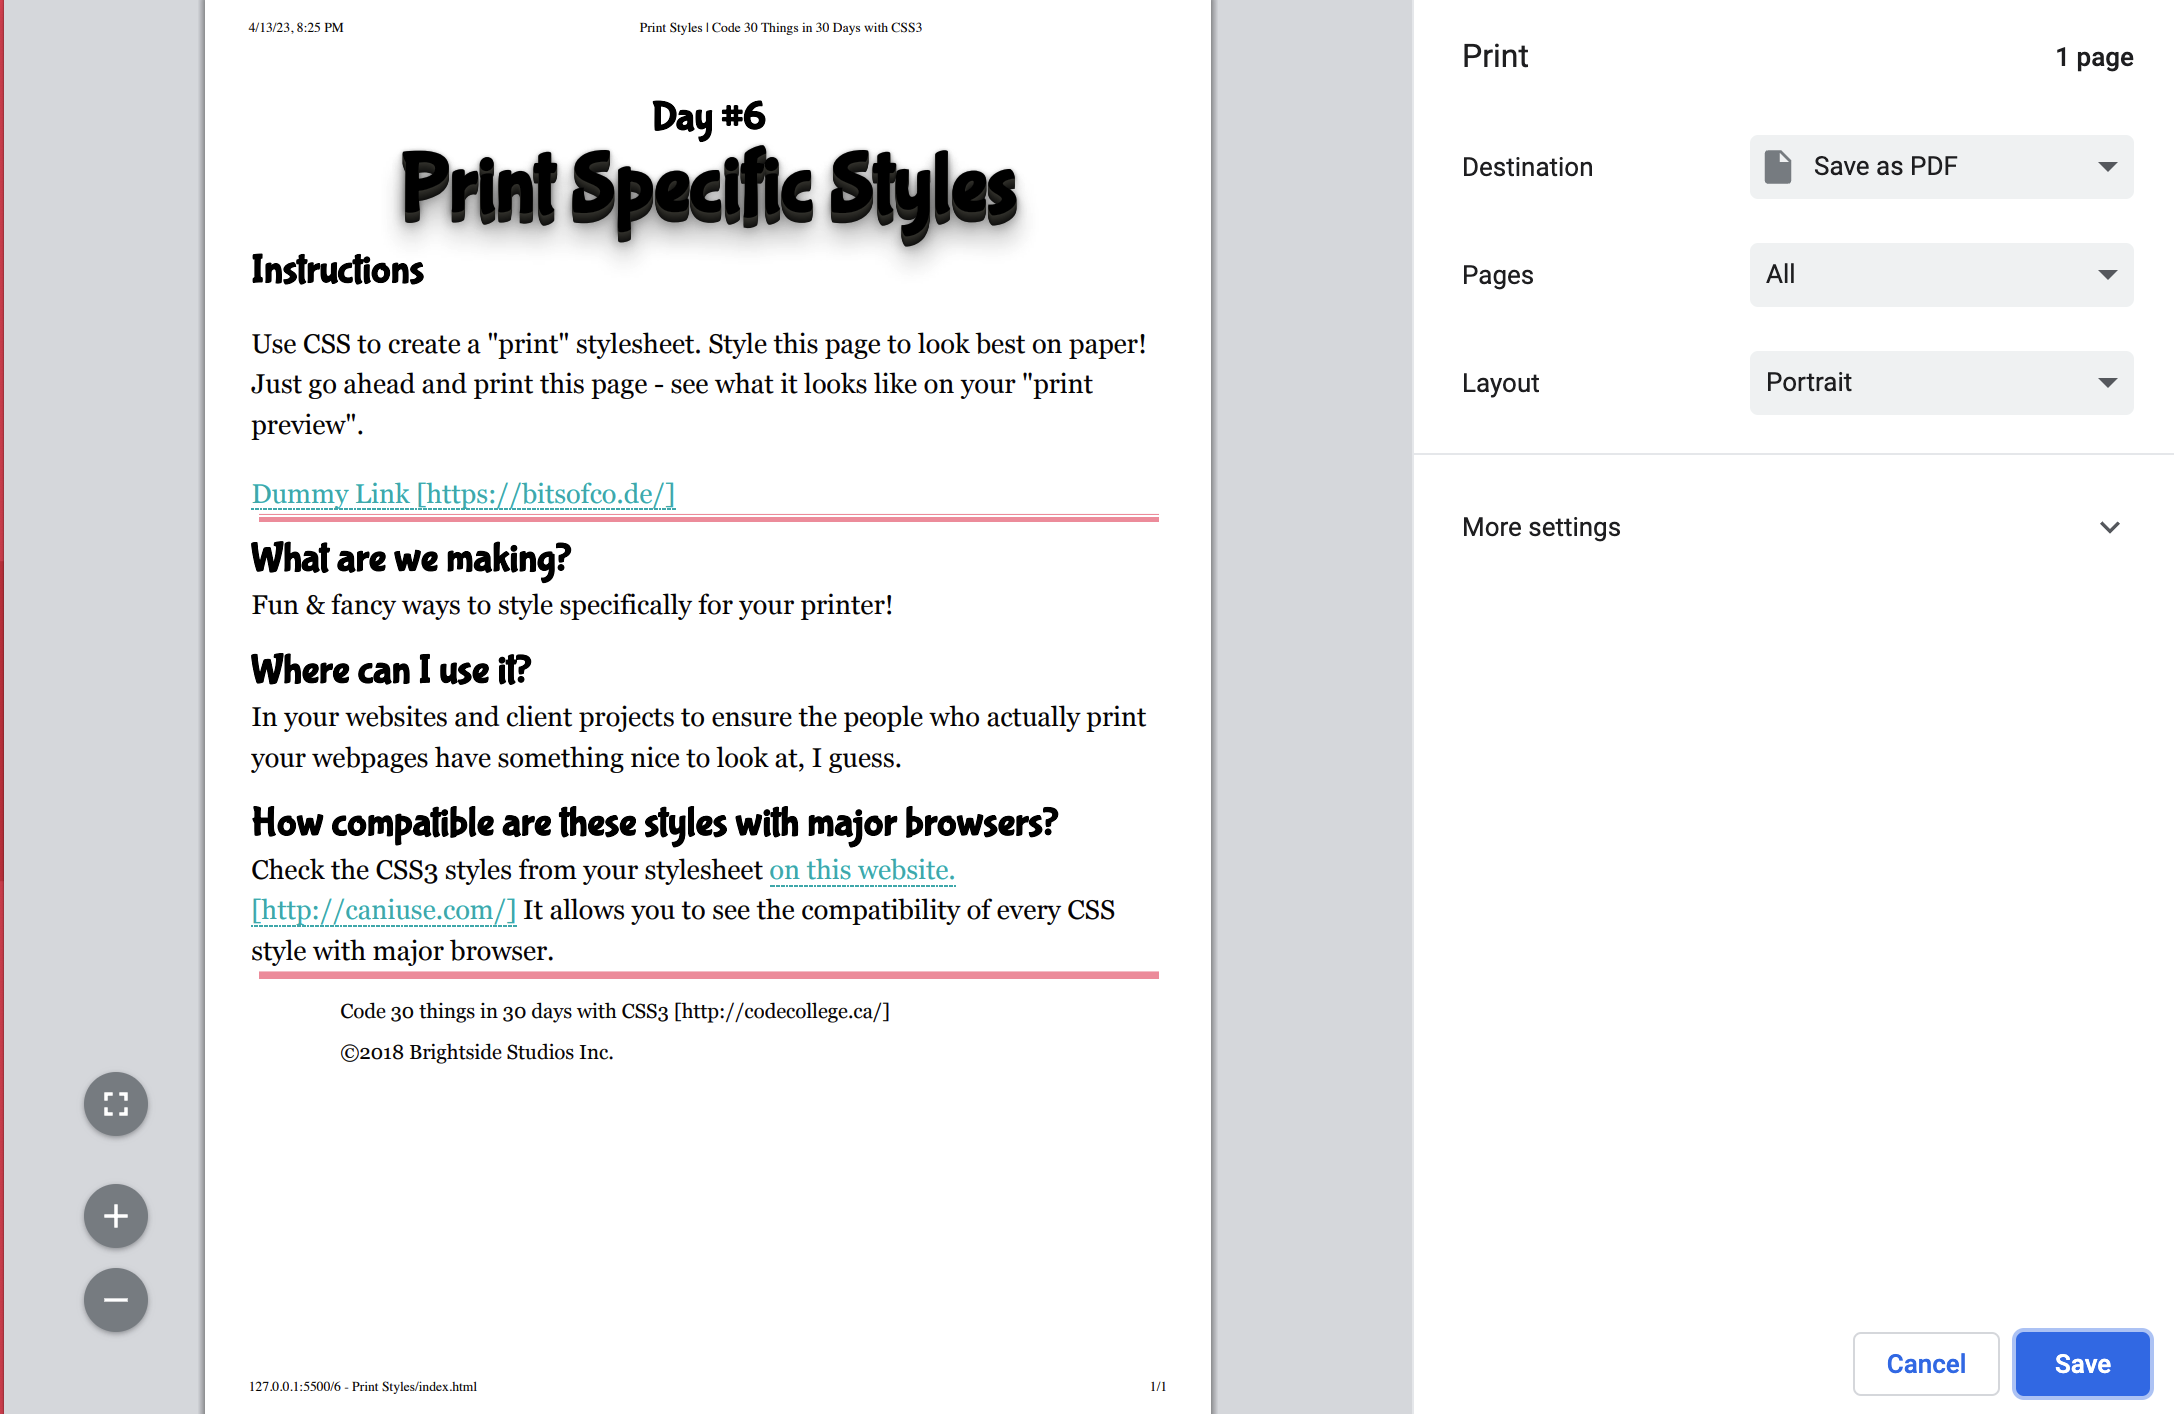 4/13/23, 8:25 PM
Print Styles | Code 30 Things in 30 Days with CSS3
Day #6
Print Specific Styles
Instructions
Use CSS to create a "print" stylesheet. Style this page to look best on paper!
Just go ahead and print this page - see what it looks like on your "print
preview".
Dummy Link [https://bitsofco.de/]
What are we making?
Fun & fancy ways to style specifically for your printer!
Where can I use it?
In your websites and client projects to ensure the people who actually print
your webpages have something nice to look at, I guess.
How compatible are these styles with major browsers?
Check the CSS3 styles from your stylesheet on this website.
[http://caniuse.com/] It allows you to see the compatibility of every CSS
style with major browser.
Code 30 things in 30 days with CSS3 [http://codecollege.ca/]
©2018 Brightside Studios Inc.
127.0.0.1:5500/6 - Print Styles/index.html
1/1
Print
1 page
Destination
Save as PDF
Pages
All
Layout
Portrait
More settings
Cancel
Save